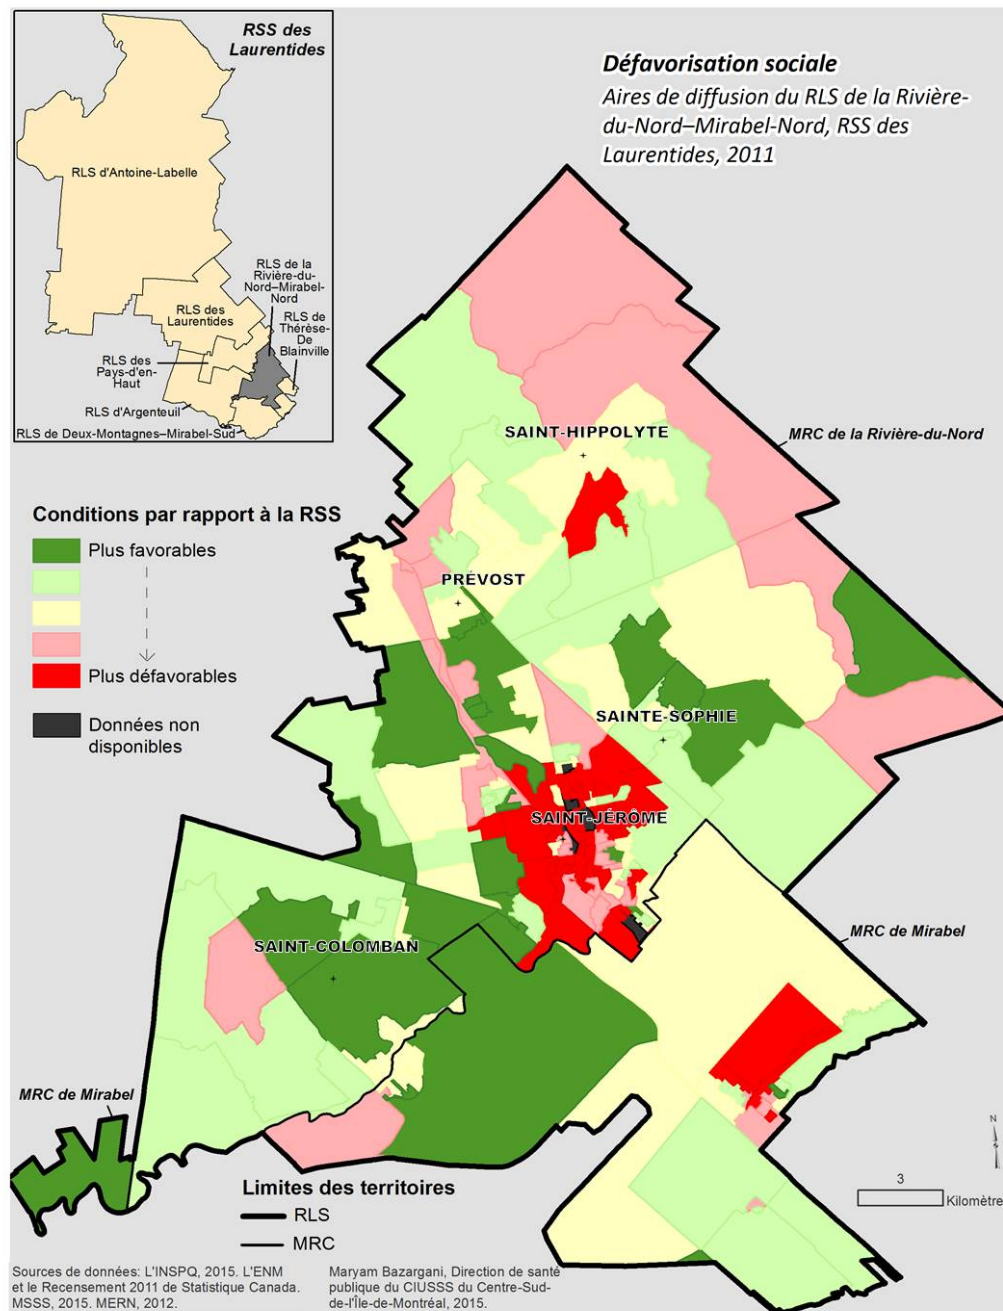 RSS des
Laurentides
RLS d'Antoine-Labelle
RLS de la
Rivière-du-
Nord–Mirabel-
Nord
RLS des
Laurentides
RLS de
Thérèse-
De
Blainville
RLS des
Pays-d'en-
Haut
RLS d'Argenteuil
RLS de Deux-Montagnes–Mirabel-Sud
Défavorisation sociale
Aires de diffusion du RLS de la Rivière-
du-Nord–Mirabel-Nord, RSS des
Laurentides, 2011
SAINT-HIPPOLYTE
MRC de la Rivière-du-Nord
Conditions par rapport à la RSS
Plus favorables
Plus défavorables
Données non
disponibles
PRÉVOST
SAINTE-SOPHIE
SAINT-JÉRÔME
SAINT-COLOMBAN
MRC de Mirabel
MRC de Mirabel
N
3
Kilomètre
Limites des territoires
RLS
MRC
Sources de données: L'INSPQ, 2015. L'ENM
et le Recensement 2011 de Statistique Canada.
MSSS, 2015. MERN, 2012.
Maryam Bazargani, Direction de santé
publique du CIUSSS du Centre-Sud-
de-l'Île-de-Montréal, 2015.